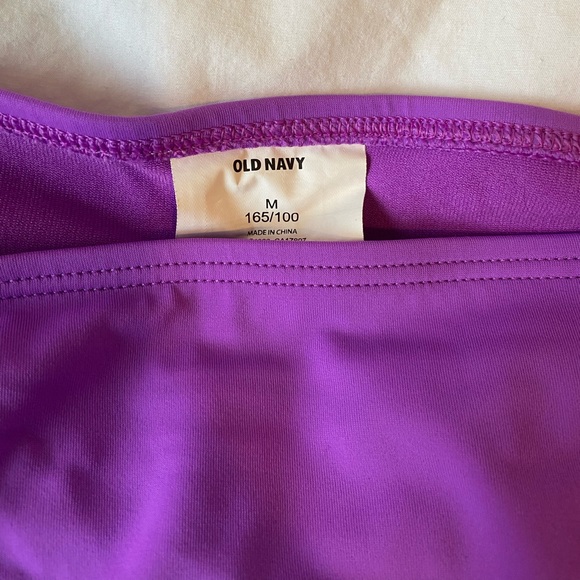 OLD NAVY
M
165/100
MADE IN CHINA